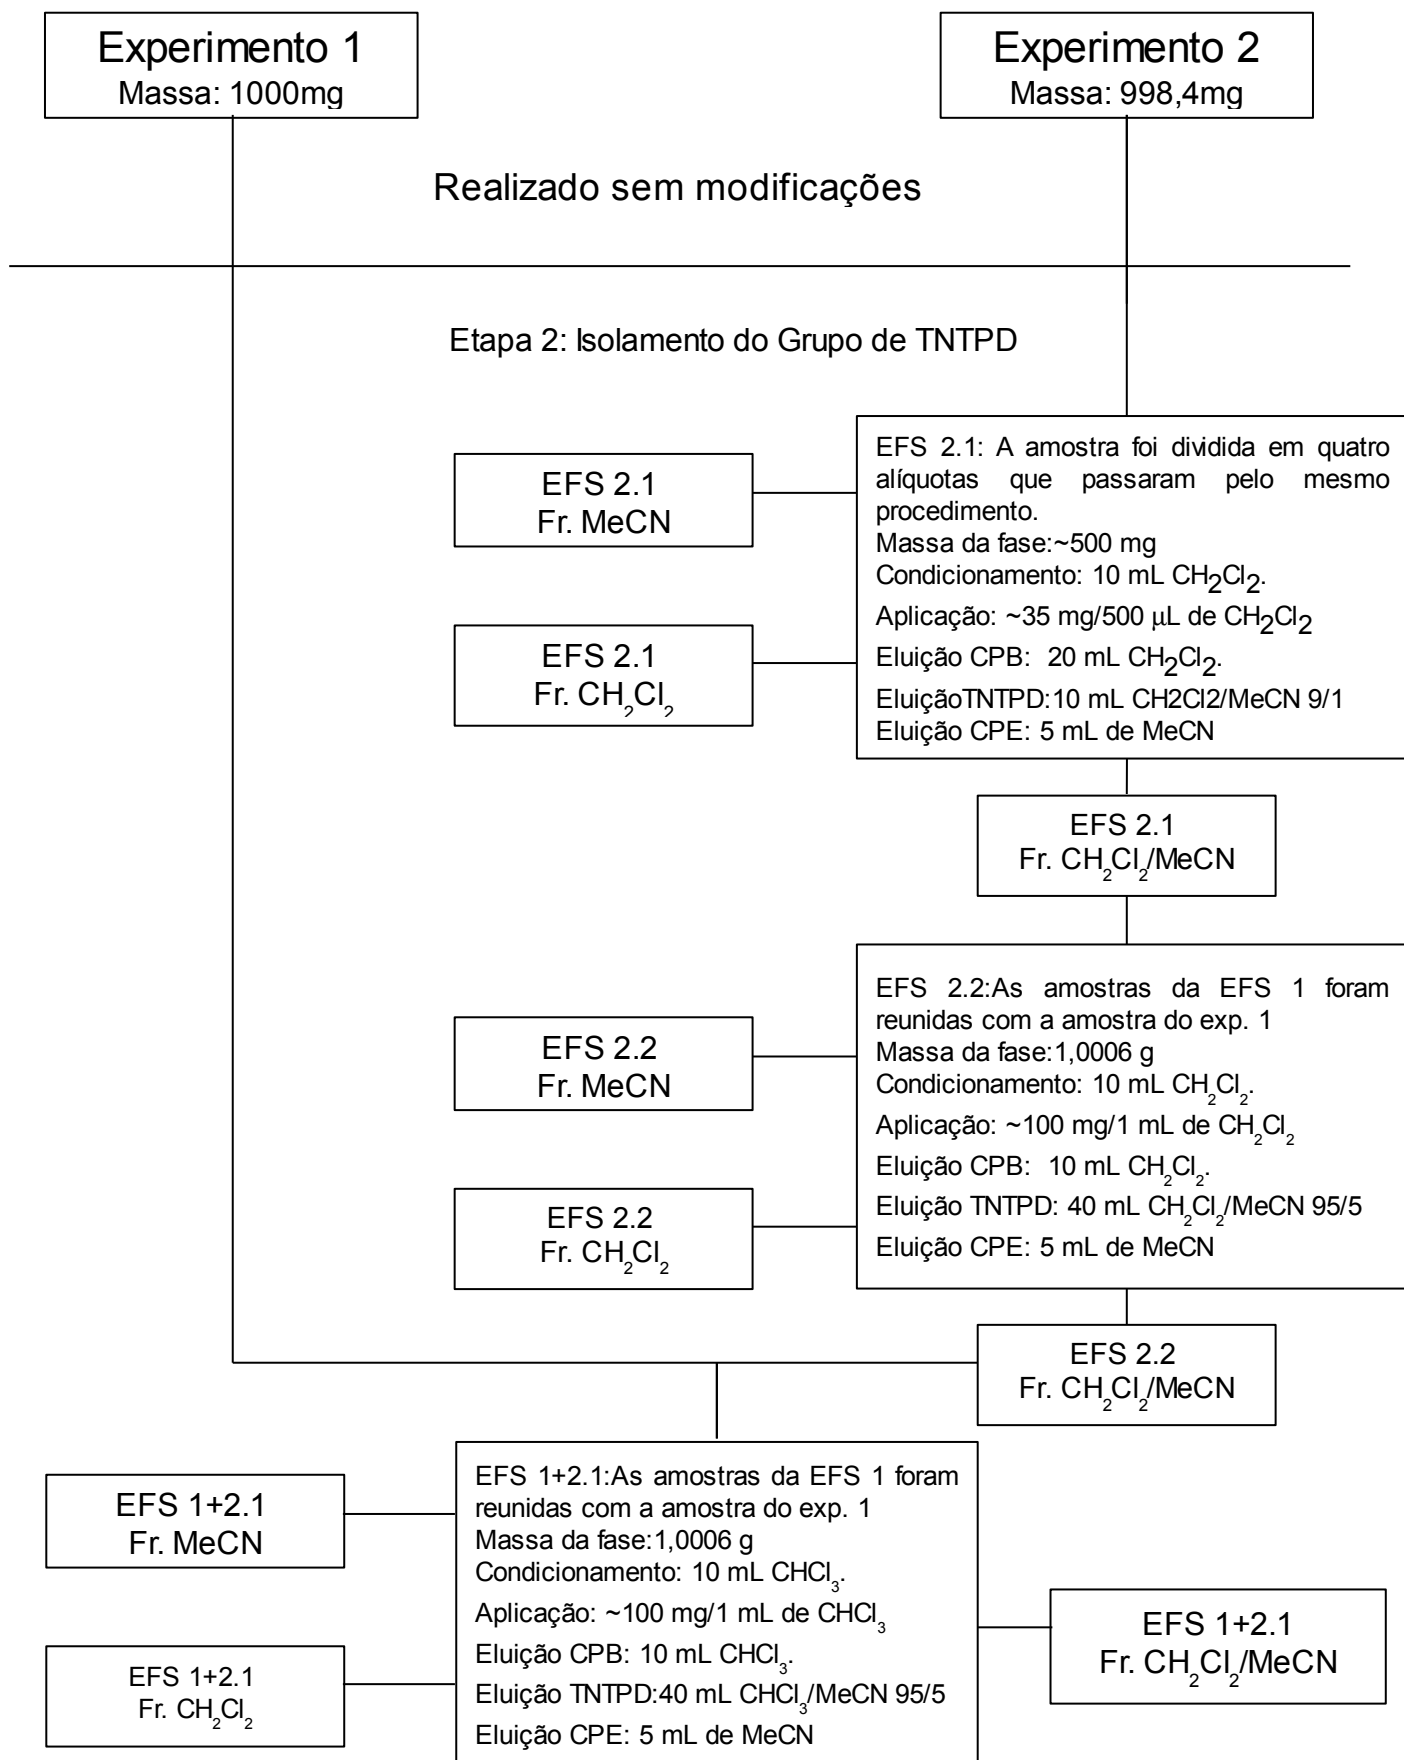 Experimento 1
Massa: 1000mg
Experimento 2
Massa: 998,4mg
Realizado sem modificações
Etapa 2: Isolamento do Grupo de TNTPD
EFS 2.1
Fr. MeCN
EFS 2.1
Fr. CH2Cl2
EFS 2.1: A amostra foi dividida em quatro
alíquotas que passaram pelo mesmo
procedimento.
Massa da fase:~500 mg
Condicionamento: 10 mL CH2Cl2.
Aplicação: ~35 mg/500 μL de CH2Cl2
Eluição CPB: 20 mL CH2Cl2.
EluiçãoTNTPD:10 mL CH2Cl2/MeCN 9/1
Eluição CPE: 5 mL de MeCN
EFS 2.1
Fr. CH2Cl2/MeCN
EFS 2.2
Fr. MeCN
EFS 2.2
Fr. CH2Cl2
EFS 2.2:As amostras da EFS 1 foram
reunidas com a amostra do exp. 1
Massa da fase:1,0006 g
Condicionamento: 10 mL CH2Cl2.
Aplicação: ~100 mg/1 mL de CH2Cl2
Eluição CPB: 10 mL CH2Cl2.
Eluição TNTPD: 40 mL CH2Cl2/MeCN 95/5
Eluição CPE: 5 mL de MeCN
EFS 2.2
Fr. CH2Cl2/MeCN
EFS 1+2.1
Fr. MeCN
EFS 1+2.1
Fr. CH2Cl2
EFS 1+2.1:As amostras da EFS 1 foram
reunidas com a amostra do exp. 1
Massa da fase:1,0006 g
Condicionamento: 10 mL CHCl3.
Aplicação: ~100 mg/1 mL de CHCl3
Eluição CPB: 10 mL CHCl3.
Eluição TNTPD:40 mL CHCl3/MeCN 95/5
Eluição CPE: 5 mL de MeCN
EFS 1+2.1
Fr. CH2Cl2/MeCN